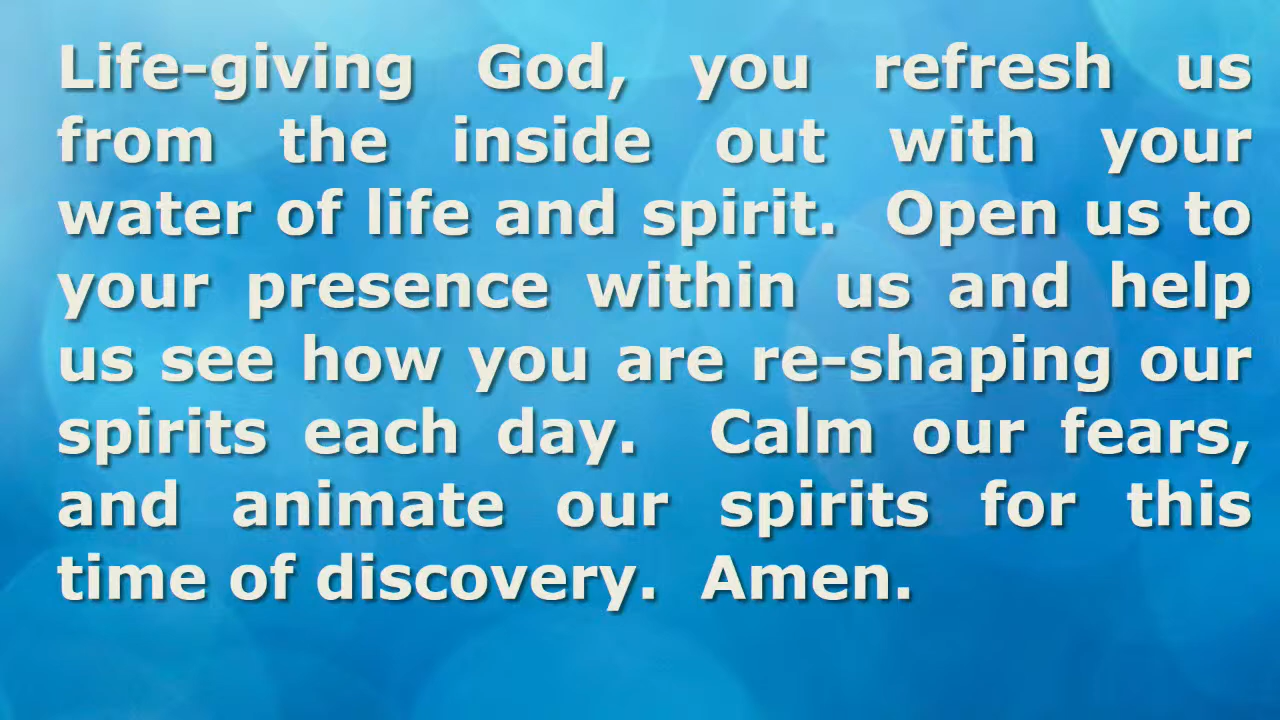 Life-giving God, you refresh us
from the inside out with your
water of life and spirit.  Open us to
your presence within us and help
us see how you are re-shaping our
spirits each day.  Calm our fears,
and animate our spirits for this
time of discovery.  Amen.